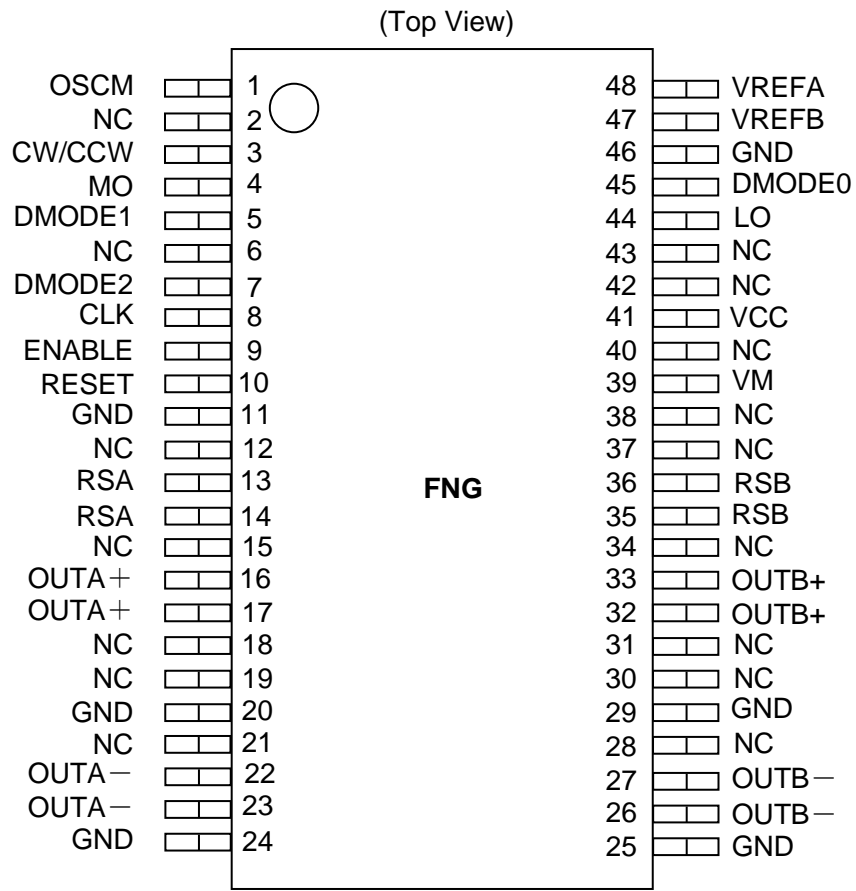 (Top View)
OSCM 1 48 VREFA
NC 2 47 VREFB
CW/CCW 3 46 GND
MO 4 45 DMODE0
DMODE1 5 44 LO
NC 6 43 NC
DMODE2 7 42 NC
CLK 8 41 VCC
ENABLE 9 40 NC
RESET 10 39 VM
GND 11 38 NC
NC 12 37 NC
RSA 13 36 RSB
FNG
RSA 14 35 RSB
NC 15 34 NC
OUTA+ 16 33 OUTB+
OUTA+ 17 32 OUTB+
NC 18 31 NC
NC 19 30 NC
GND 20 29 GND
NC 21 28 NC
OUTA- 22 27 OUTB-
OUTA- 23 26 OUTB-
GND 24 25 GND